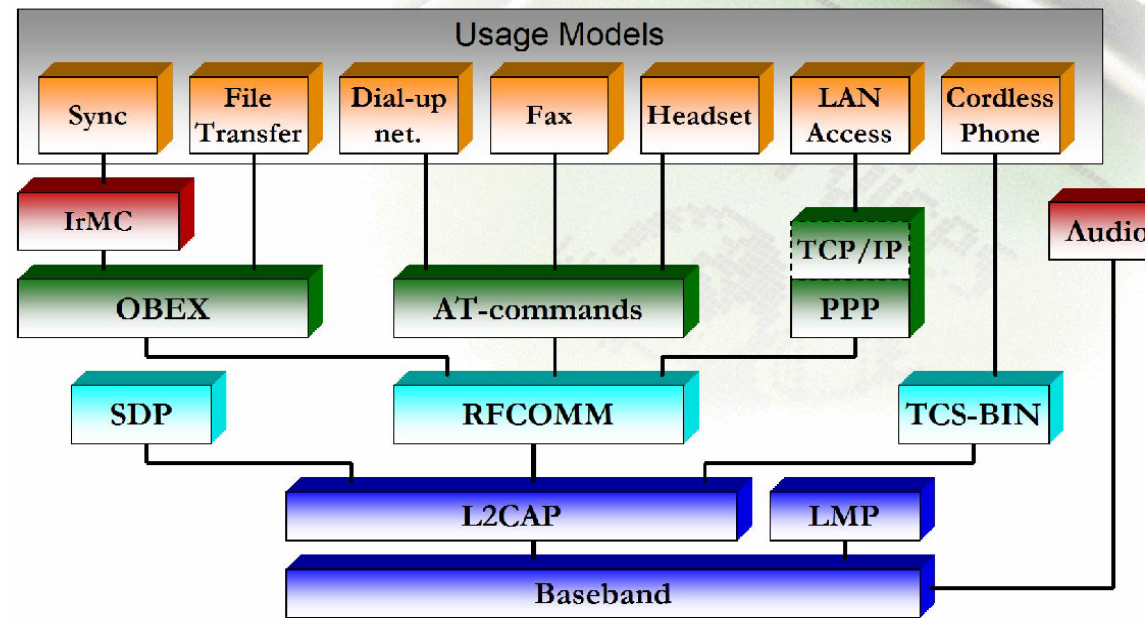 Usage Models
Sync
File
Transfer
Dial-up
net.
Fax
Headset
LAN
Access
Cordless
Phone
IrMC
TCP/IP
Audio
OBEX
AT-commands
PPP
SDP
RFCOMM
TCS-BIN
L2CAP
LMP
Baseband